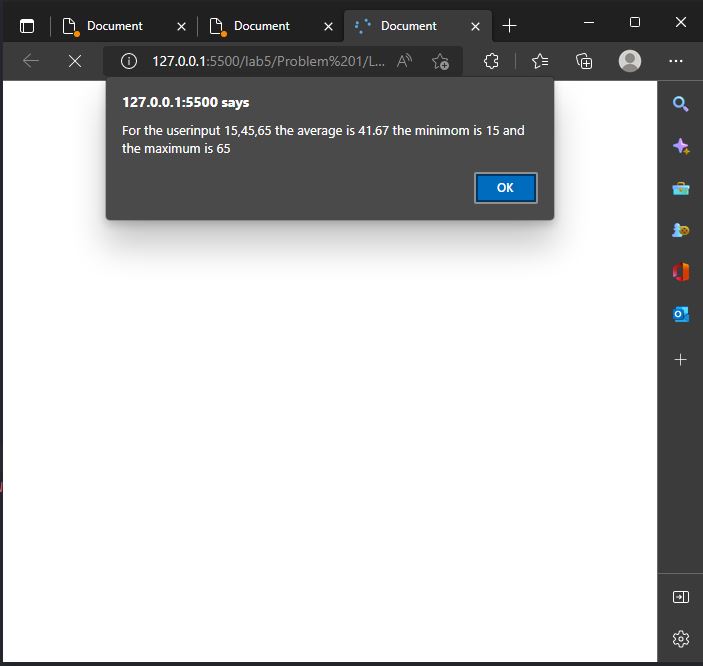 Document
Document
Document
127.0.0.1:5500/lab5/Problem%201/L...
127.0.0.1:5500 says
For the userinput 15,45,65 the average is 41.67 the minimom is 15 and
the maximum is 65
OK